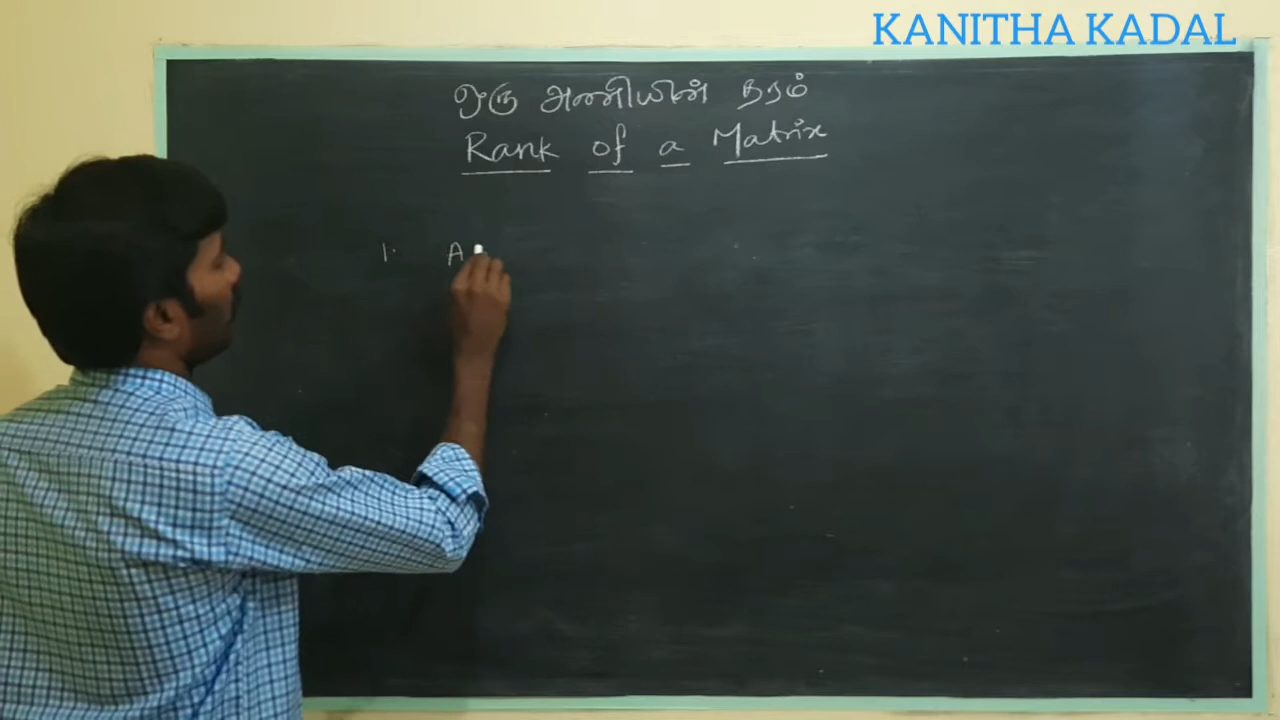 KANITHA KADAL
ஒரு அணியின் தரம்
Rank of a Matrix
1. A